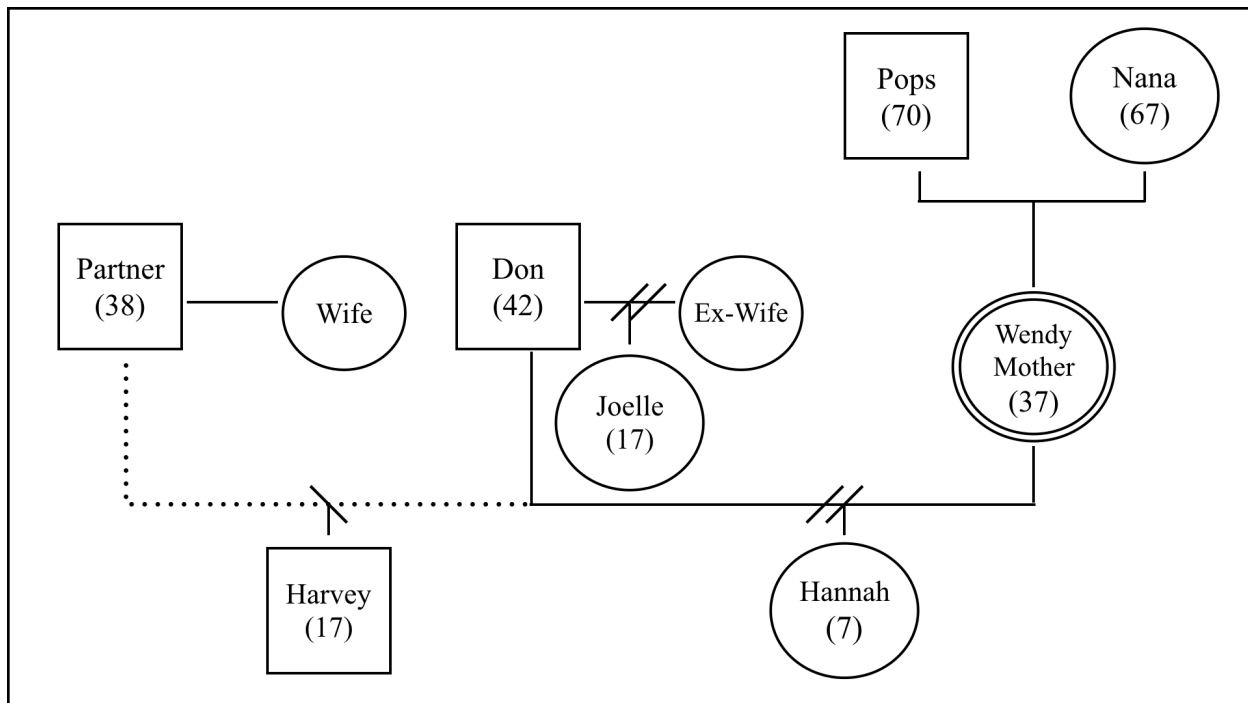 Pops
(70)
Nana
(67)
Partner
(38)
Wife
Don
(42)
Ex-Wife
Joelle
(17)
Wendy
Mother
(37)
Harvey
(17)
Hannah
(7)